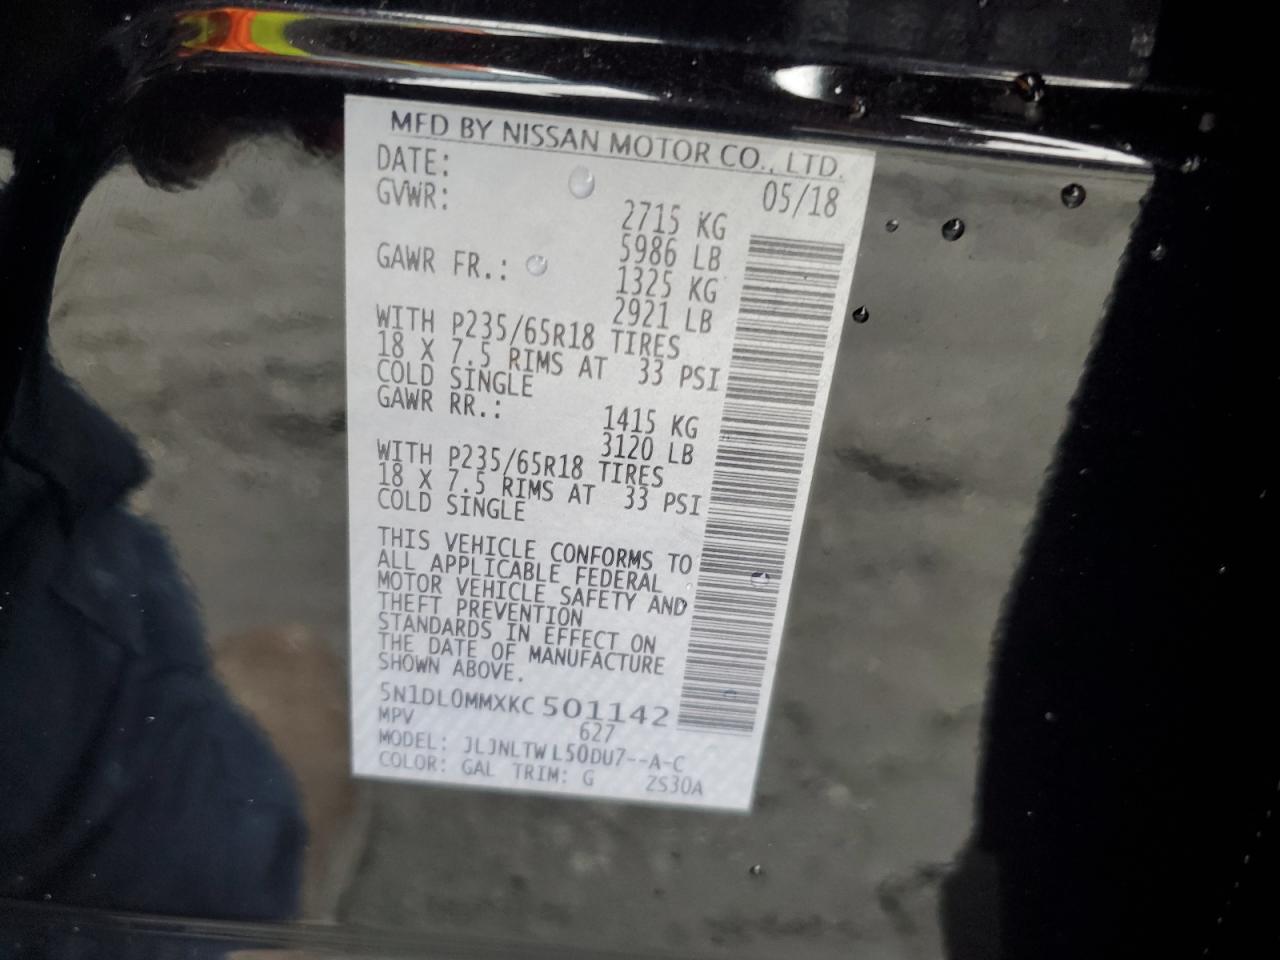 MFD BY NISSAN MOTOR CO., LTD.
DATE: 05/18
GVWR: 2715 KG
5986 LB
GAWR FR.: 1325 KG
2921 LB
WITH P235/65R18 TIRES
18 X 7.5 RIMS AT 33 PSI
COLD SINGLE
GAWR RR.: 1415 KG
3120 LB
WITH P235/65R18 TIRES
18 X 7.5 RIMS AT 33 PSI
COLD SINGLE
THIS VEHICLE CONFORMS TO
ALL APPLICABLE FEDERAL
MOTOR VEHICLE SAFETY AND
THEFT PREVENTION
STANDARDS IN EFFECT ON
THE DATE OF MANUFACTURE
SHOWN ABOVE.
5N1DL0MMXKC501142
MPV 627
MODEL: JLJNLTWL50DU7--A-C
COLOR: GAL TRIM: G ZS30A